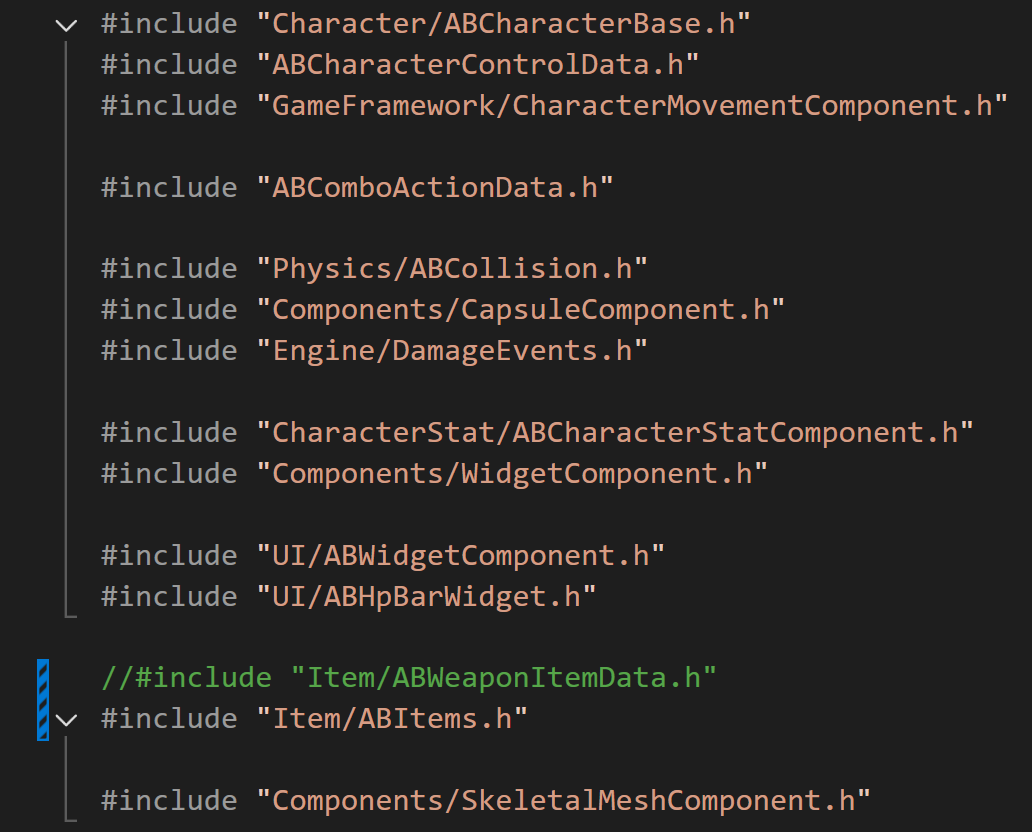 #include "Character/ABCharacterBase.h"
#include "ABCharacterControlData.h"
#include "GameFramework/CharacterMovementComponent.h"
#include "ABComboActionData.h"
#include "Physics/ABCollision.h"
#include "Components/CapsuleComponent.h"
#include "Engine/DamageEvents.h"
#include "CharacterStat/ABCharacterStatComponent.h"
#include "Components/WidgetComponent.h"
#include "UI/ABWidgetComponent.h"
#include "UI/ABHpBarWidget.h"
//#include "Item/ABWeaponItemData.h"
#include "Item/ABItems.h"
#include "Components/SkeletalMeshComponent.h"